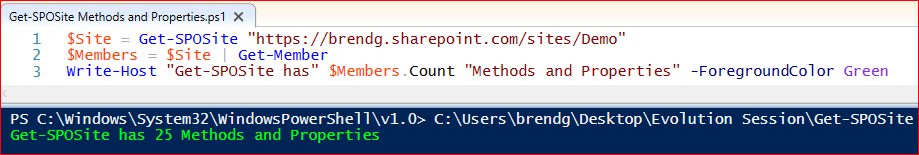 Get-SPOSite Methods and Properties.ps1 X
1 $Site = Get-SPOSite "https://brendg.sharepoint.com/sites/Demo"
2 $Members = $Site | Get-Member
3 Write-Host "Get-SPOSite has" $Members.Count "Methods and Properties" -ForegroundColor Green
PS C:\Windows\System32\WindowsPowerShell\v1.0> C:\Users\brendg\Desktop\Evolution Session\Get-SPOSite
Get-SPOSite has 25 Methods and Properties